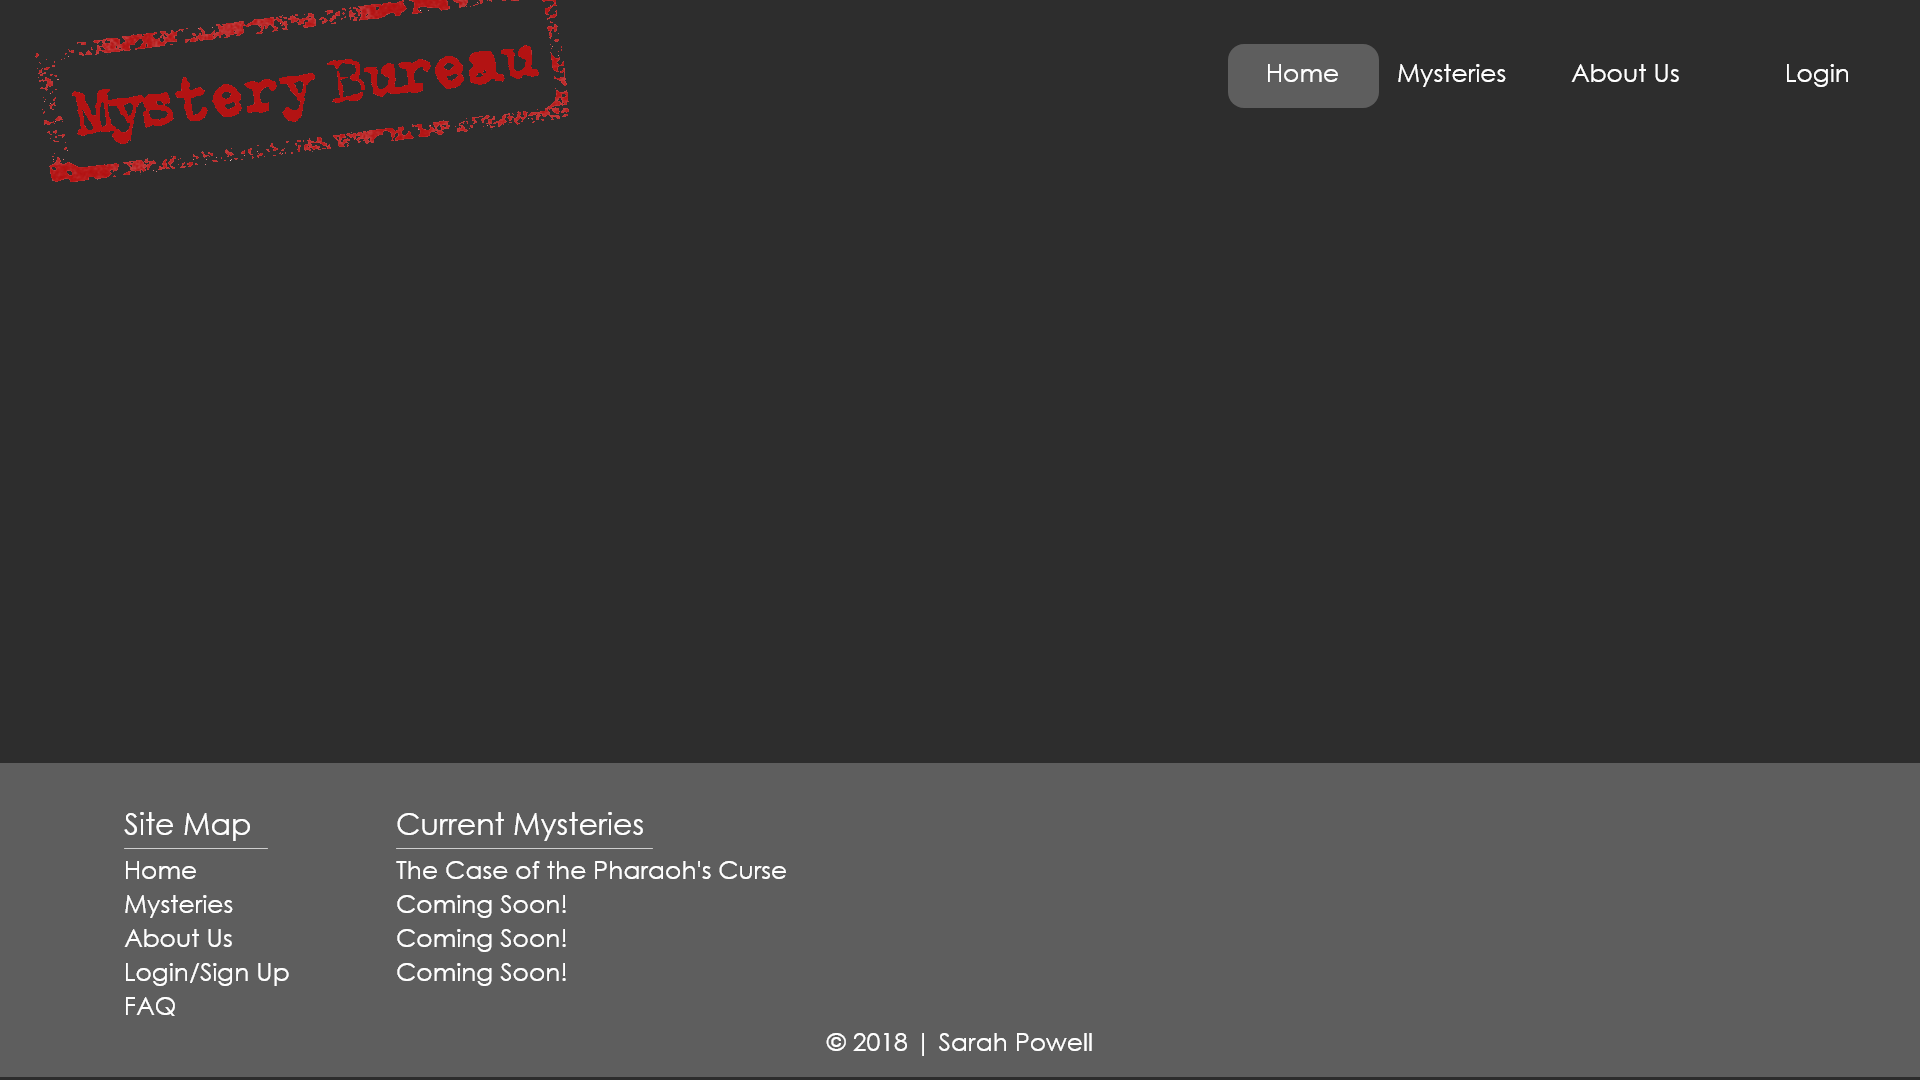 Mystery Bureau
Home Mysteries About Us Login
Site Map
Home
Mysteries
About Us
Login/Sign Up
FAQ
Current Mysteries
The Case of the Pharaoh's Curse
Coming Soon!
Coming Soon!
Coming Soon!
© 2018 | Sarah Powell